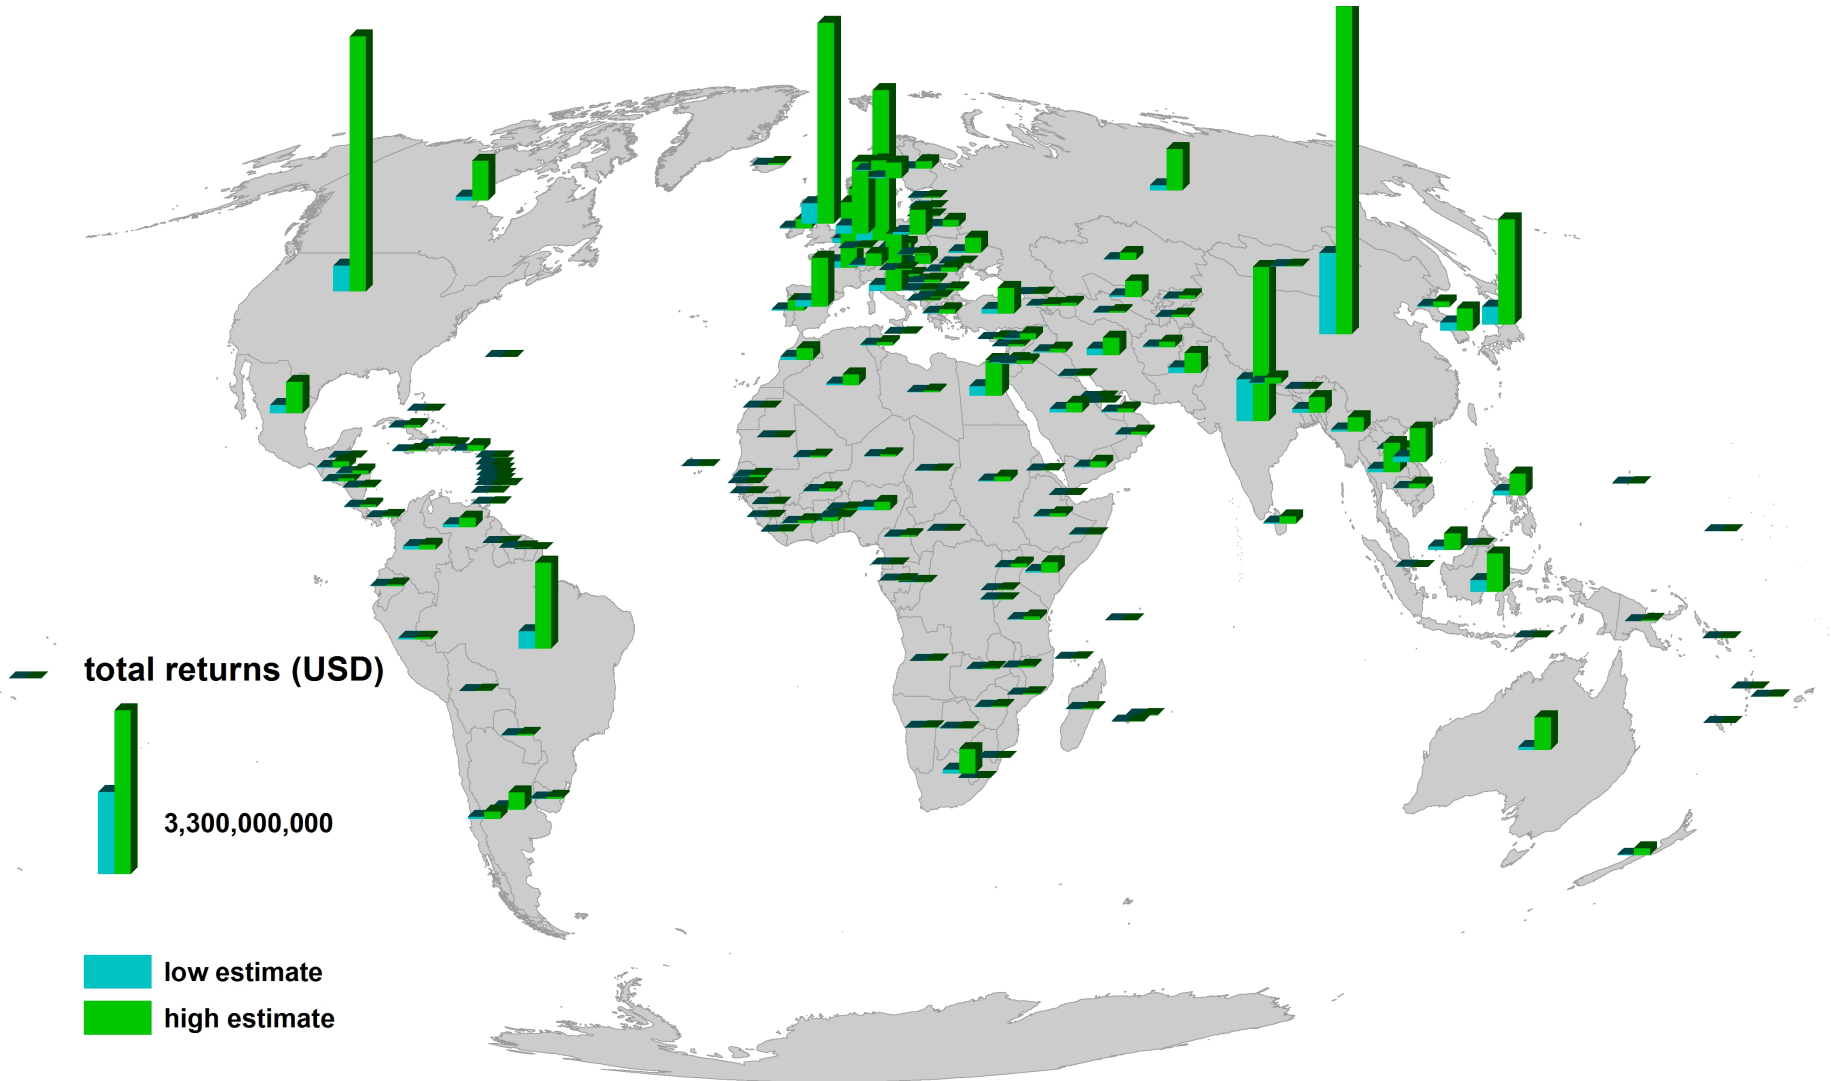 total returns (USD)
3,300,000,000
low estimate
high estimate